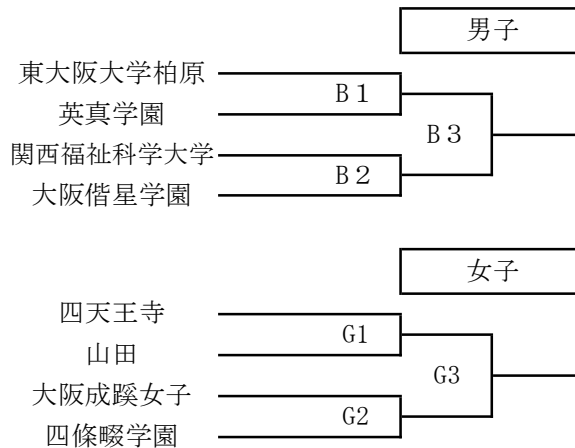 男子
東大阪大学柏原
B１
英真学園
B３
関西福祉科学大学
B２
大阪偕星学園
女子
四天王寺
G1
山田
G3
大阪成蹊女子
G2
四條畷学園